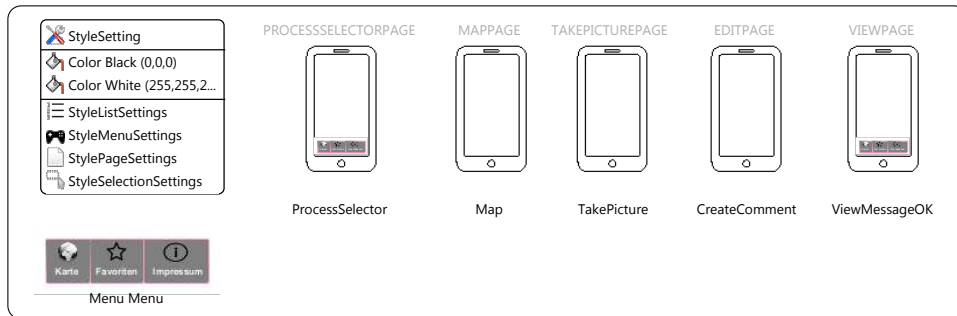 StyleSetting
Color Black (0,0,0)
Color White (255,255,2...
StyleListSettings
StyleMenuSettings
StylePageSettings
StyleSelectionSettings
Karte Favoriten Impressum
Menu Menu
PROCESSSELECTORPAGE MAPPAGE TAKEPICTUREPAGE EDITPAGE VIEWPAGE
ProcessSelector Map TakePicture CreateComment ViewMessageOK